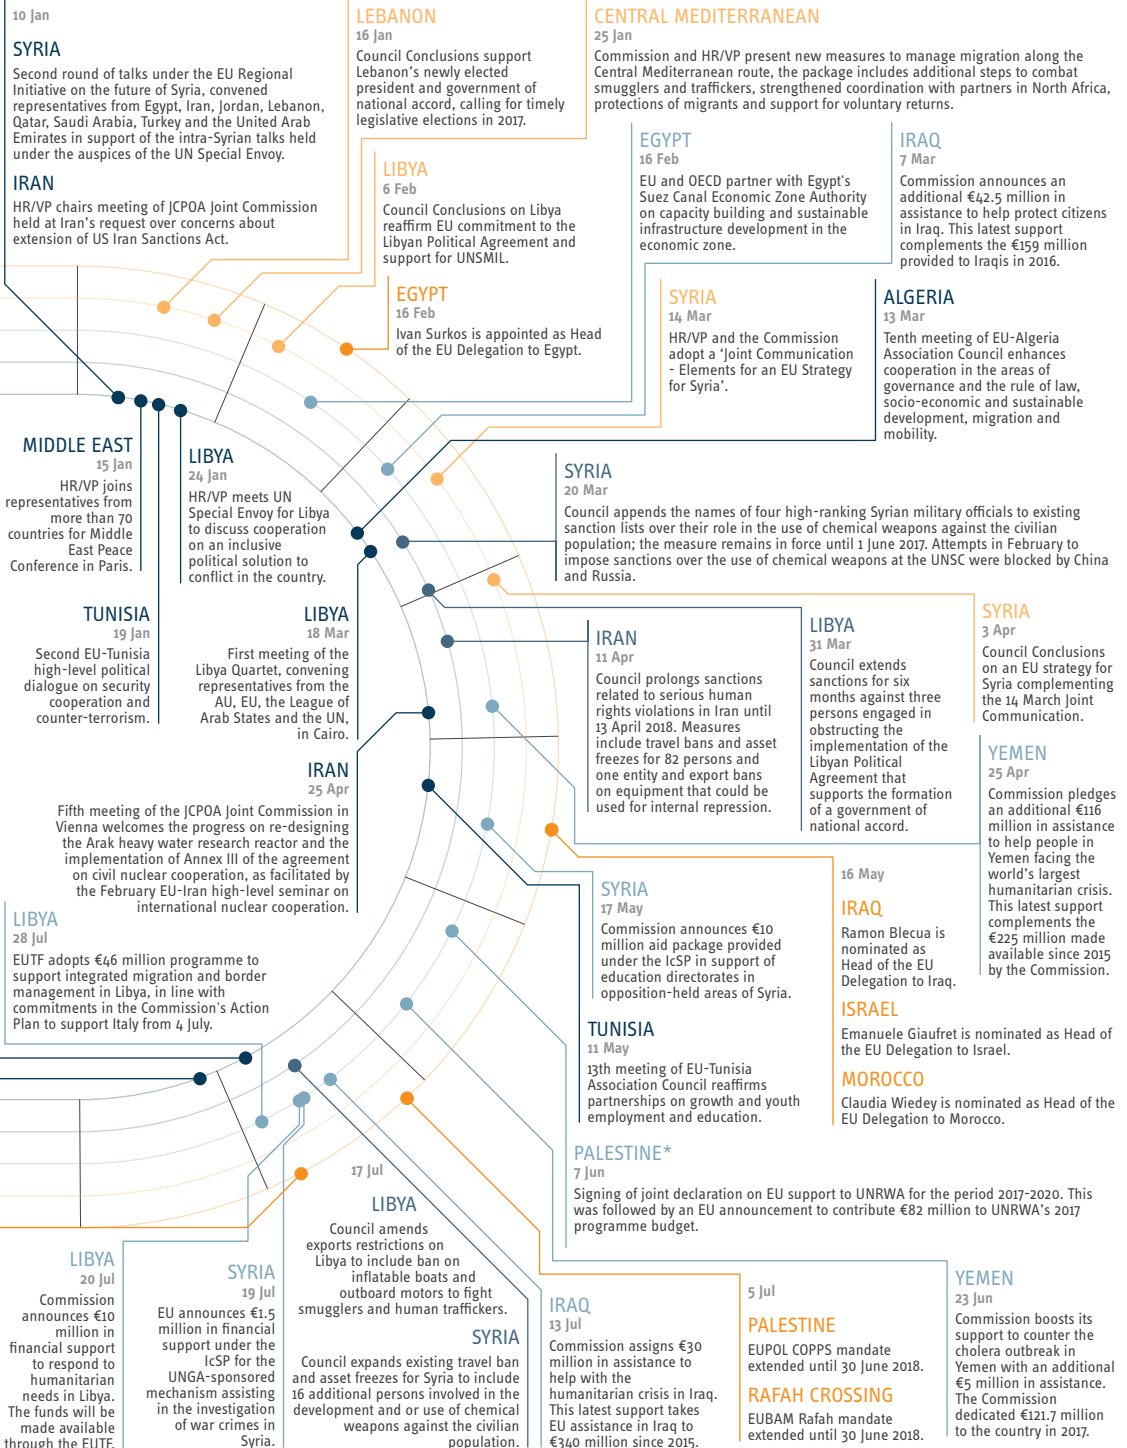 10 Jan
SYRIA
Second round of talks under the EU Regional
Initiative on the future of Syria, convened
representatives from Egypt, Iran, Jordan, Lebanon,
Qatar, Saudi Arabia, Turkey and the United Arab
Emirates in support of the intra-Syrian talks held
under the auspices of the UN Special Envoy.
IRAN
HR/VP chairs meeting of JCPOA Joint Commission
held at Iran's request over concerns about
extension of US Iran Sanctions Act.
LEBANON
16 Jan
Council Conclusions support
Lebanon's newly elected
president and government of
national accord, calling for timely
legislative elections in 2017.
CENTRAL MEDITERRANEAN
25 Jan
Commission and HR/VP present new measures to manage migration along the
Central Mediterranean route, the package includes additional steps to combat
smugglers and traffickers, strengthened coordination with partners in North Africa,
protections of migrants and support for voluntary returns.
LIBYA
6 Feb
Council Conclusions on Libya
reaffirm EU commitment to the
Libyan Political Agreement and
support for UNSMIL.
EGYPT
16 Feb
Ivan Surkos is appointed as Head
of the EU Delegation to Egypt.
EGYPT
16 Feb
EU and OECD partner with Egypt's
Suez Canal Economic Zone Authority
on capacity building and sustainable
infrastructure development in the
economic zone.
IRAQ
7 Mar
Commission announces an
additional €42.5 million in
assistance to help protect citizens
in Iraq. This latest support
complements the €159 million
provided to Iraqis in 2016.
SYRIA
14 Mar
HR/VP and the Commission
adopt a 'Joint Communication
- Elements for an EU Strategy
for Syria'.
ALGERIA
13 Mar
Tenth meeting of EU-Algeria
Association Council enhances
cooperation in the areas of
governance and the rule of law,
socio-economic and sustainable
development, migration and
mobility.
MIDDLE EAST
15 Jan
HR/VP joins
representatives from
more than 70
countries for Middle
East Peace
Conference in Paris.
LIBYA
24 Jan
HR/VP meets UN
Special Envoy for Libya
to discuss cooperation
on an inclusive
political solution to
conflict in the country.
SYRIA
20 Mar
Council appends the names of four high-ranking Syrian military officials to existing
sanction lists over their role in the use of chemical weapons against the civilian
population; the measure remains in force until 1 June 2017. Attempts in February to
impose sanctions over the use of chemical weapons at the UNSC were blocked by China
and Russia.
TUNISIA
19 Jan
Second EU-Tunisia
high-level political
dialogue on security
cooperation and
counter-terrorism.
LIBYA
18 Mar
First meeting of the
Libya Quartet, convening
representatives from the
AU, EU, the League of
Arab States and the UN,
in Cairo.
IRAN
11 Apr
Council prolongs sanctions
related to serious human
rights violations in Iran until
13 April 2018. Measures
include travel bans and asset
freezes for 82 persons and
one entity and export bans
on equipment that could be
used for internal repression.
LIBYA
31 Mar
Council extends
sanctions for six
months against three
persons engaged in
obstructing the
implementation of the
Libyan Political
Agreement that
supports the formation
of a government of
national accord.
SYRIA
3 Apr
Council Conclusions
on an EU strategy for
Syria complementing
the 14 March Joint
Communication.
IRAN
25 Apr
Fifth meeting of the JCPOA Joint Commission in
Vienna welcomes the progress on re-designing
the Arak heavy water research reactor and the
implementation of Annex III of the agreement
on civil nuclear cooperation, as facilitated by
the February EU-Iran high-level seminar on
international nuclear cooperation.
YEMEN
25 Apr
Commission pledges
an additional €116
million in assistance
to help people in
Yemen facing the
world's largest
humanitarian crisis.
This latest support
complements the
€225 million made
available since 2015
by the Commission.
LIBYA
28 Jul
EUTF adopts €46 million programme to
support integrated migration and border
management in Libya, in line with
commitments in the Commission's Action
Plan to support Italy from 4 July.
SYRIA
17 May
Commission announces €10
million aid package provided
under the IcSP in support of
education directorates in
opposition-held areas of Syria.
16 May
IRAQ
Ramon Blecua is
nominated as
Head of the EU
Delegation to Iraq.
ISRAEL
Emanuele Giaufret is nominated as Head of
the EU Delegation to Israel.
MOROCCO
Claudia Wiedey is nominated as Head of the
EU Delegation to Morocco.
TUNISIA
11 May
13th meeting of EU-Tunisia
Association Council reaffirms
partnerships on growth and youth
employment and education.
PALESTINE*
7 Jun
Signing of joint declaration on EU support to UNRWA for the period 2017-2020. This
was followed by an EU announcement to contribute €82 million to UNRWA's 2017
programme budget.
17 Jul
LIBYA
Council amends
exports restrictions on
Libya to include ban on
inflatable boats and
outboard motors to fight
smugglers and human traffickers.
SYRIA
Council expands existing travel ban
and asset freezes for Syria to include
16 additional persons involved in the
development and or use of chemical
weapons against the civilian
population.
LIBYA
20 Jul
Commission
announces €10
million in
financial support
to respond to
humanitarian
needs in Libya.
The funds will be
made available
through the EUTF.
SYRIA
19 Jul
EU announces €1.5
million in financial
support under the
IcSP for the
UNGA-sponsored
mechanism assisting
in the investigation
of war crimes in
Syria.
IRAQ
13 Jul
Commission assigns €30
million in assistance to
help with the
humanitarian crisis in Iraq.
This latest support takes
EU assistance in Iraq to
€340 million since 2015.
5 Jul
PALESTINE
EUPOL COPPS mandate
extended until 30 June 2018.
RAFAH CROSSING
EUBAM Rafah mandate
extended until 30 June 2018.
YEMEN
23 Jun
Commission boosts its
support to counter the
cholera outbreak in
Yemen with an additional
€5 million in assistance.
The Commission
dedicated €121.7 million
to the country in 2017.